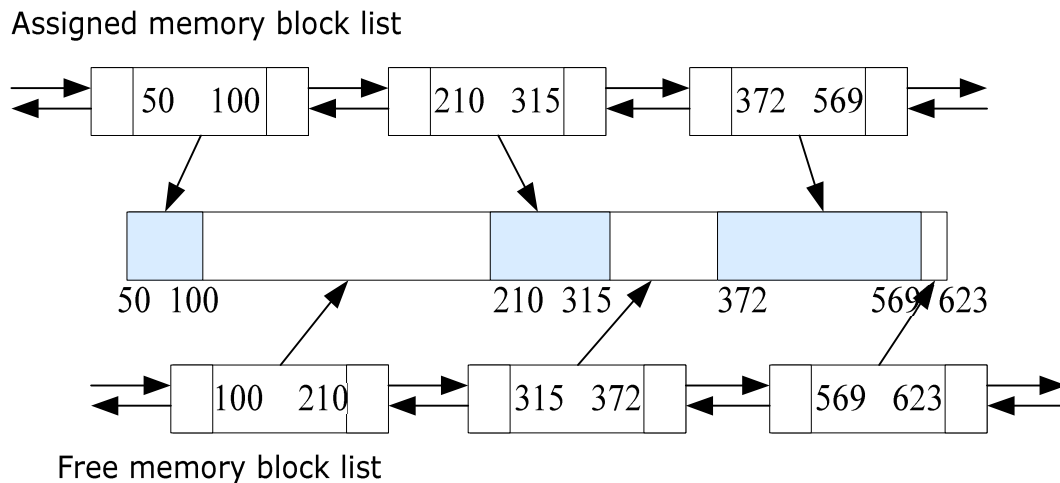 Assigned memory block list
50 100 210 315 372 569
50 100 210 315 372 569 623
100 210 315 372 569 623
Free memory block list